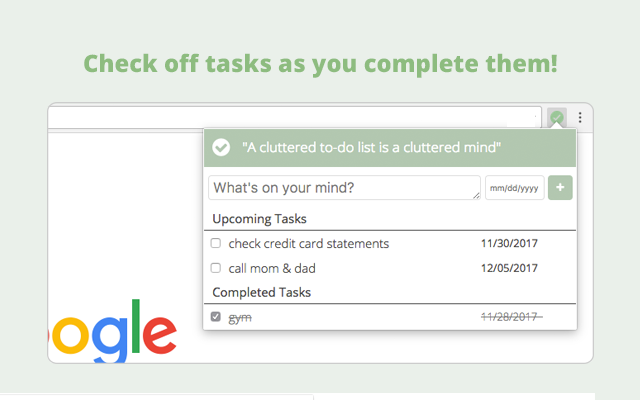 Check off tasks as you complete them!
"A cluttered to-do list is a cluttered mind"
What's on your mind? mm/dd/yyyy +
Upcoming Tasks
check credit card statements 11/30/2017
call mom & dad 12/05/2017
Completed Tasks
gym 11/28/2017
ogle